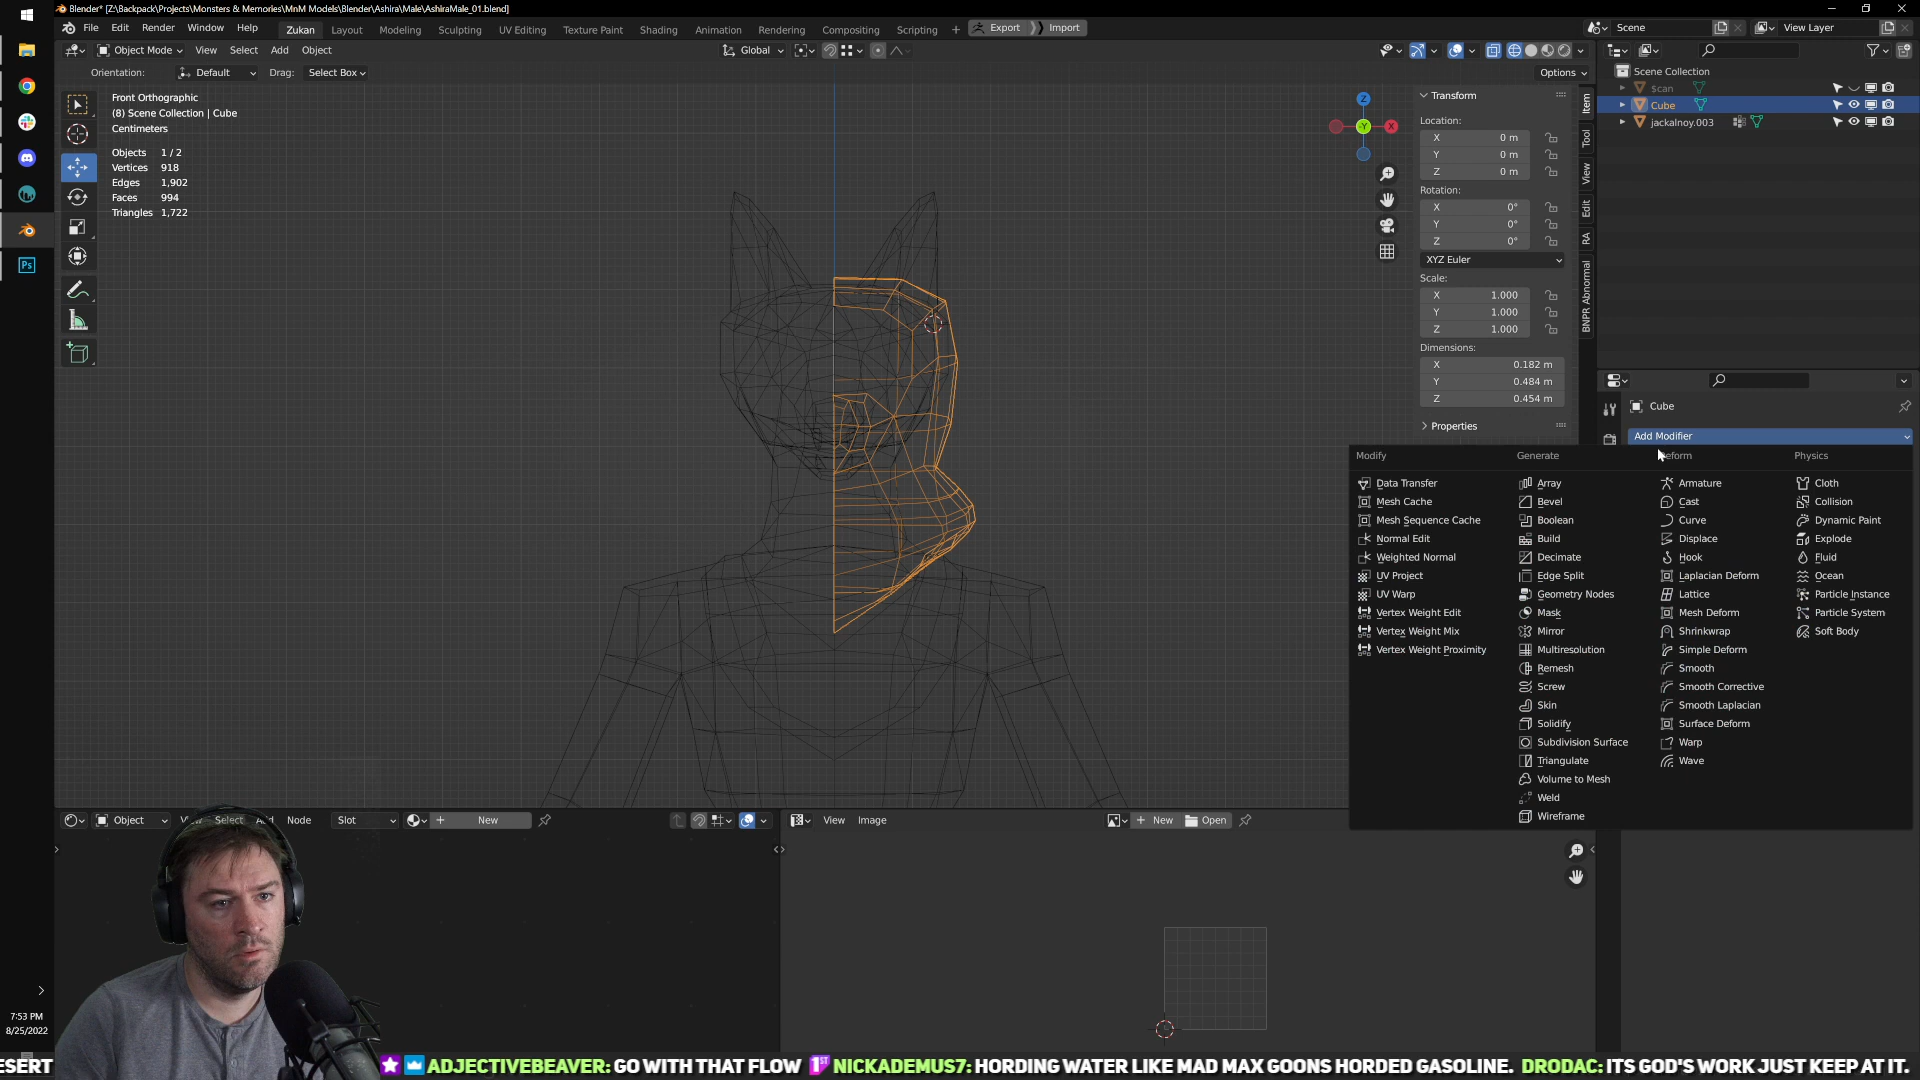 Blender* [Z:\Backpack\Projects\Monsters & Memories\MnM Models\Blender\Ashira\Male\AshiraMale_01.blend]
File Edit Render Window Help Zukan Layout Modeling Sculpting UV Editing Texture Paint Shading Animation Rendering Compositing Scripting + Export Import Scene View Layer
Object Mode View Select Add Object Global
Orientation: Default Drag: Select Box Options
Front Orthographic
(8) Scene Collection | Cube
Centimeters
Objects 1 / 2
Vertices 918
Edges 1,902
Faces 994
Triangles 1,722
Z
X
-Y
Transform
Location:
X 0 m
Y 0 m
Z 0 m
Rotation:
X 0°
Y 0°
Z 0°
XYZ Euler
Scale:
X 1.000
Y 1.000
Z 1.000
Dimensions:
X 0.182 m
Y 0.484 m
Z 0.454 m
Properties
Item
Tool
View
Edit
RA
BNPR Abnormal
Scene Collection
Scan
Cube
jackalnoy.003
Cube
Add Modifier
Modify
Data Transfer
Mesh Cache
Mesh Sequence Cache
Normal Edit
Weighted Normal
UV Project
UV Warp
Vertex Weight Edit
Vertex Weight Mix
Vertex Weight Proximity
Generate
Array
Bevel
Boolean
Build
Decimate
Edge Split
Geometry Nodes
Mask
Mirror
Multiresolution
Remesh
Screw
Skin
Solidify
Subdivision Surface
Triangulate
Volume to Mesh
Weld
Wireframe
Armature
Cast
Curve
Displace
Hook
Laplacian Deform
Lattice
Mesh Deform
Shrinkwrap
Simple Deform
Smooth
Smooth Corrective
Smooth Laplacian
Surface Deform
Warp
Wave
Physics
Cloth
Collision
Dynamic Paint
Explode
Fluid
Ocean
Particle Instance
Particle System
Soft Body
Object Select Node Slot + New
View Image + New Open
Ps
7:53 PM
8/25/2022
ESERT ADJECTIVEBEAVER: GO WITH THAT FLOW 1ST NICKADEMUS7: HORDING WATER LIKE MAD MAX GOONS HORDED GASOLINE. DRODAC: ITS GOD'S WORK JUST KEEP AT IT.